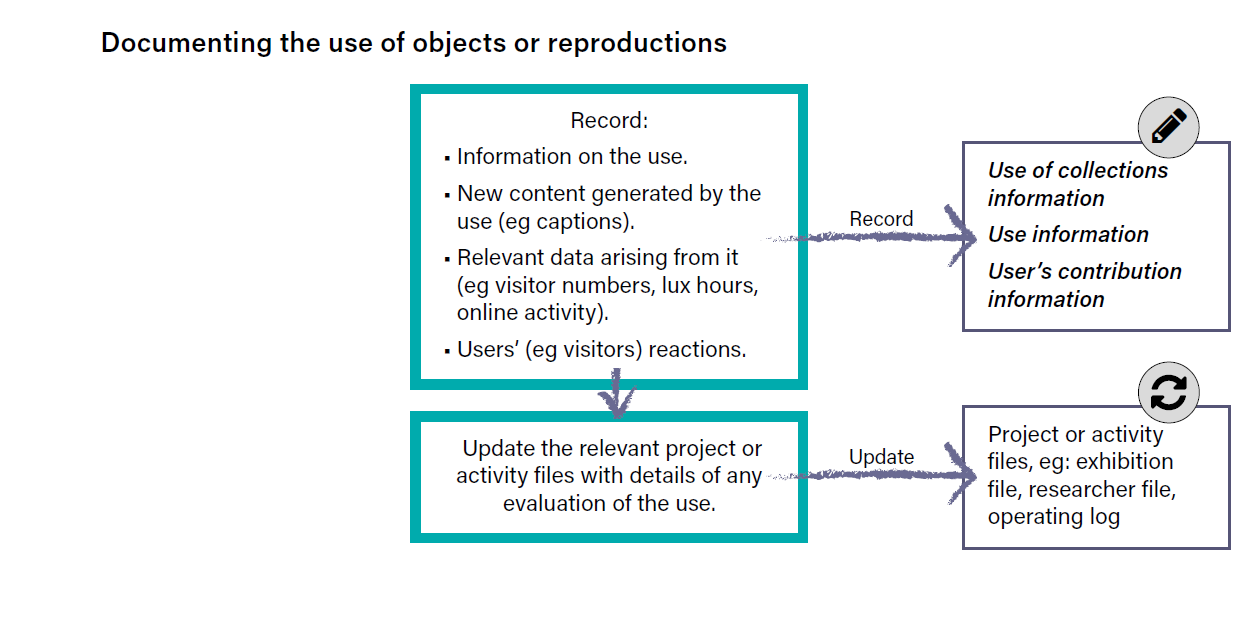 Documenting the use of objects or reproductions
Record:
▪ Information on the use.
▪ New content generated by the
use (eg captions).
▪ Relevant data arising from it
(eg visitor numbers, lux hours,
online activity).
▪ Users’ (eg visitors) reactions.
Record
Use of collections
information
Use information
User’s contribution
information
Update the relevant project or
activity files with details of any
evaluation of the use.
Update
Project or activity
files, eg: exhibition
file, researcher file,
operating log